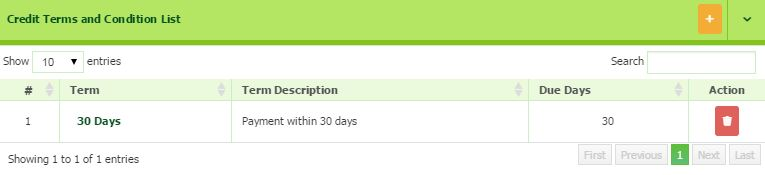 Credit Terms and Condition List +
Show 10 entries Search
# Term Term Description Due Days Action
1 30 Days Payment within 30 days 30
Showing 1 to 1 of 1 entries First Previous 1 Next Last